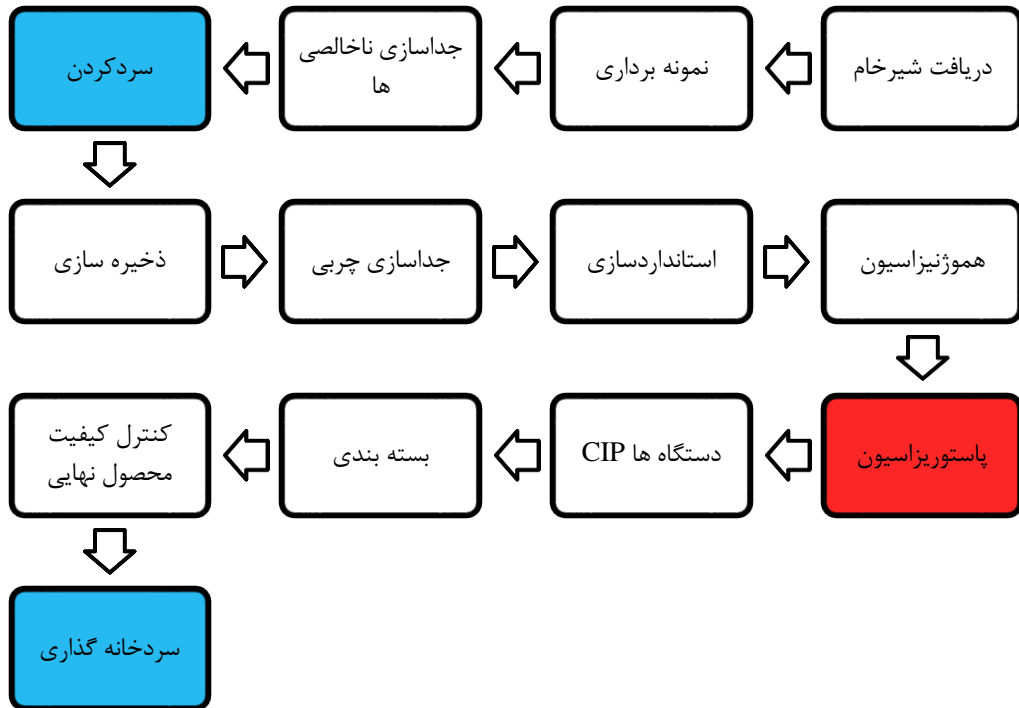 دریافت شیرخام
نمونه برداری
جداسازی ناخالصی
ها
سردکردن
ذخیره سازی
جداسازی چربی
استانداردسازی
هموژنیزاسیون
پاستوریزاسیون
دستگاه ها CIP
بسته بندی
کنترل کیفیت
محصول نهایی
سردخانه گذاری